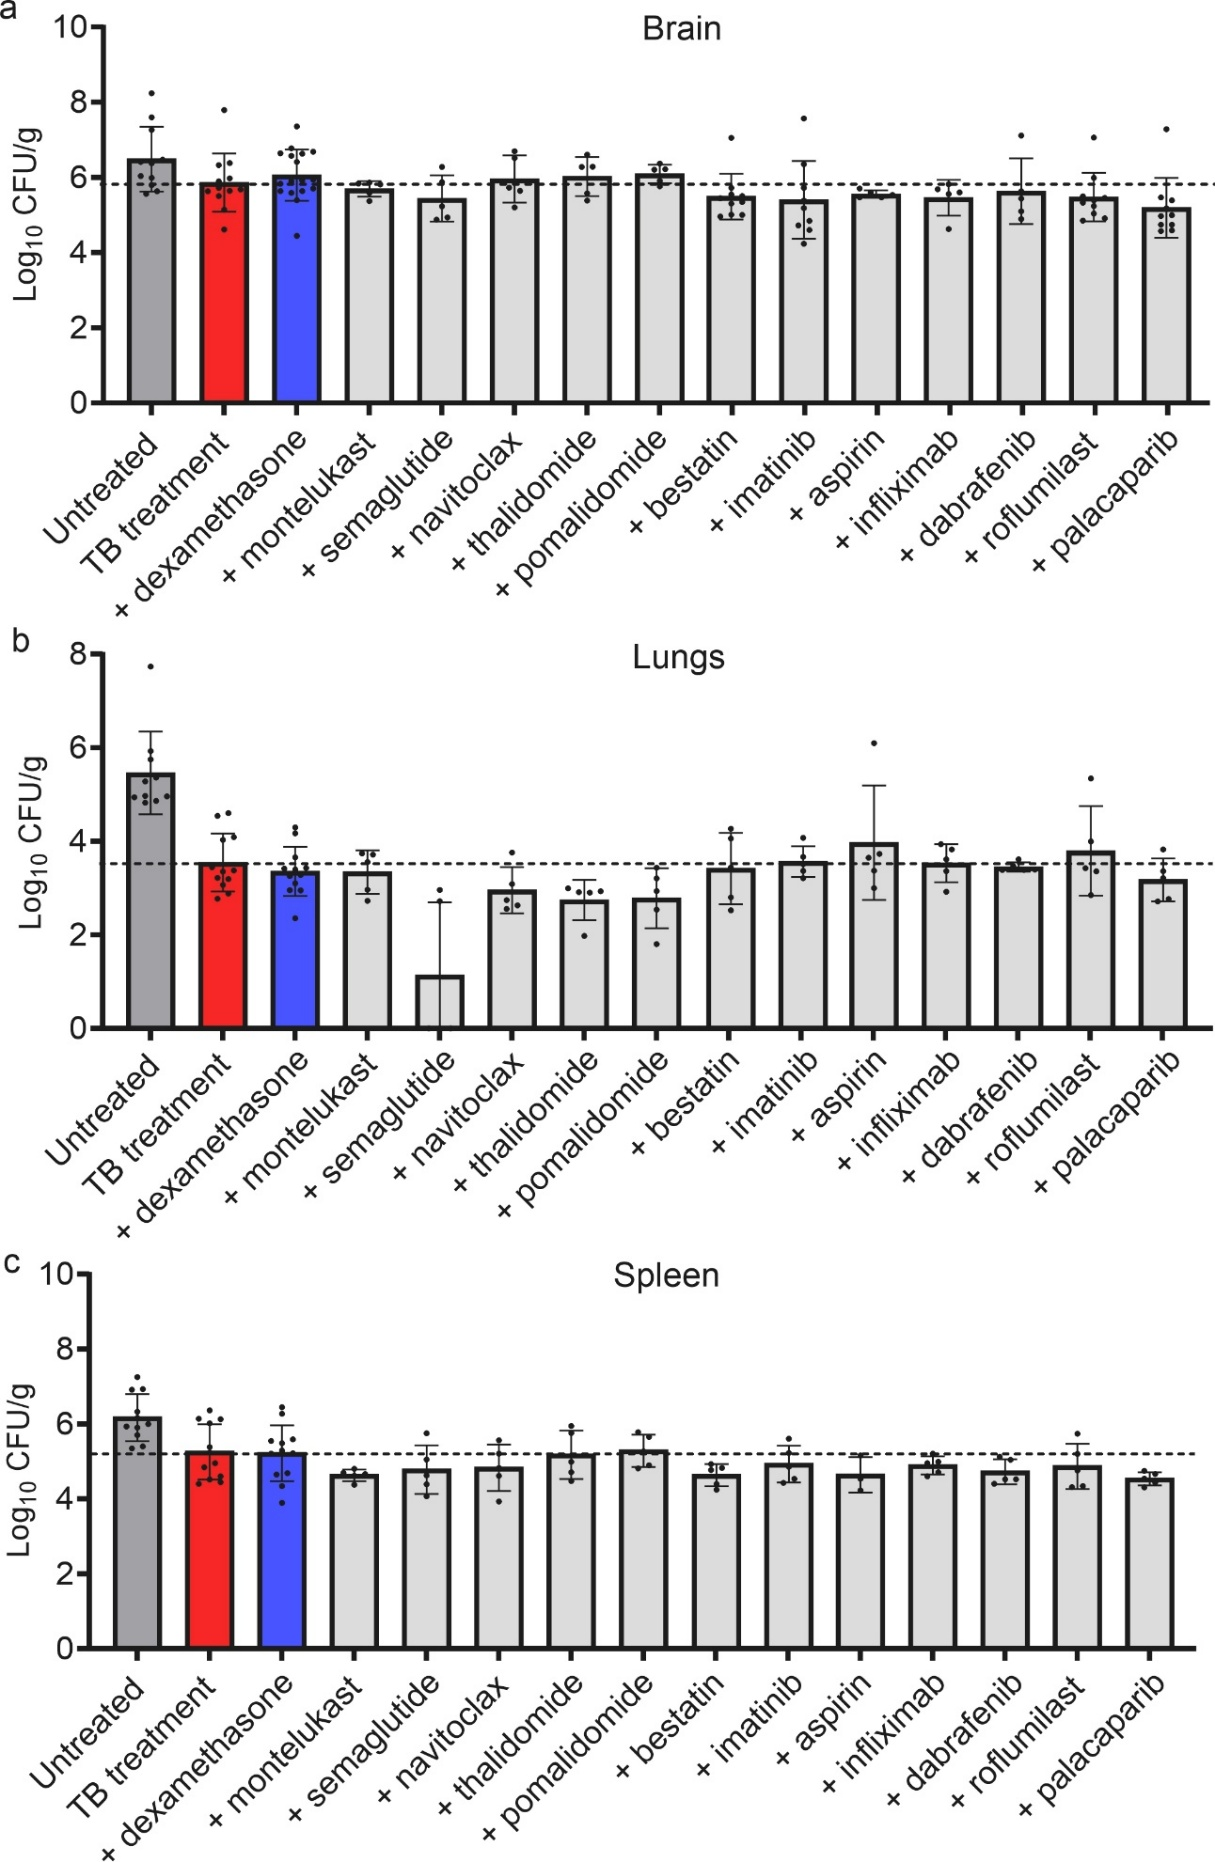 a
Brain
Log10 CFU/g
10
8
6
4
2
0
Untreated
TB treatment
+ dexamethasone
+ montelukast
+ semaglutide
+ navitoclax
+ thalidomide
+ pomalidomide
+ bestatin
+ imatinib
+ aspirin
+ infliximab
+ dabrafenib
+ roflumilast
+ palacaparib
b
Lungs
Log10 CFU/g
8
6
4
2
0
Untreated
TB treatment
+ dexamethasone
+ montelukast
+ semaglutide
+ navitoclax
+ thalidomide
+ pomalidomide
+ bestatin
+ imatinib
+ aspirin
+ infliximab
+ dabrafenib
+ roflumilast
+ palacaparib
c
Spleen
Log10 CFU/g
10
8
6
4
2
0
Untreated
TB treatment
+ dexamethasone
+ montelukast
+ semaglutide
+ navitoclax
+ thalidomide
+ pomalidomide
+ bestatin
+ imatinib
+ aspirin
+ infliximab
+ dabrafenib
+ roflumilast
+ palacaparib